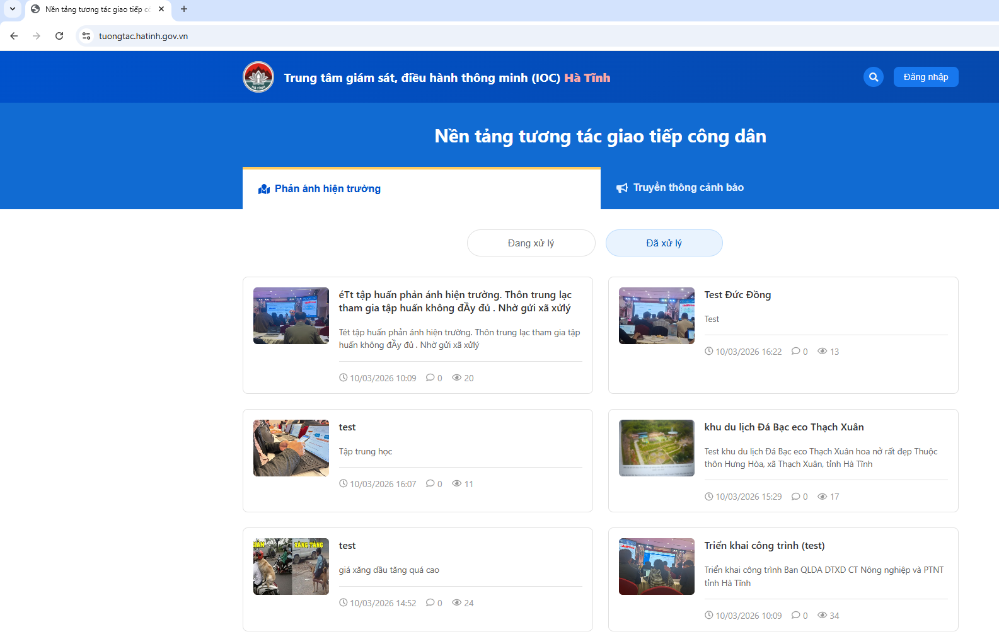 Nền tảng tương tác giao tiếp cô
tuongtac.hatinh.gov.vn
Trung tâm giám sát, điều hành thông minh (IOC) Hà Tĩnh
Đăng nhập
Nền tảng tương tác giao tiếp công dân
Phản ánh hiện trường
Truyền thông cảnh báo
Đang xử lý
Đã xử lý
éTt tập huấn phản ánh hiện trường. Thôn trung lạc
tham gia tập huấn không đẦy đủ . Nhờ gửi xã xửlý
Tét tập huấn phản ánh hiện trường. Thôn trung lạc tham gia tập
huấn không đẦy đủ . Nhờ gửi xã xửlý
10/03/2026 10:09 0 20
Test Đức Đồng
Test
10/03/2026 16:22 0 13
test
Tập trung học
10/03/2026 16:07 0 11
khu du lịch Đá Bạc eco Thạch Xuân
Test khu du lịch Đá Bạc eco Thạch Xuân hoa nở rất đẹp Thuộc
thôn Hưng Hòa, xã Thạch Xuân, tỉnh Hà Tĩnh
10/03/2026 15:29 0 17
GIẢM
XĂNG TĂNG
test
giá xăng dầu tăng quá cao
10/03/2026 14:52 0 24
Triển khai công trình (test)
Triển khai công trình Ban QLDA DTXD CT Nông nghiệp và PTNT
tỉnh Hà Tĩnh
10/03/2026 10:09 0 34